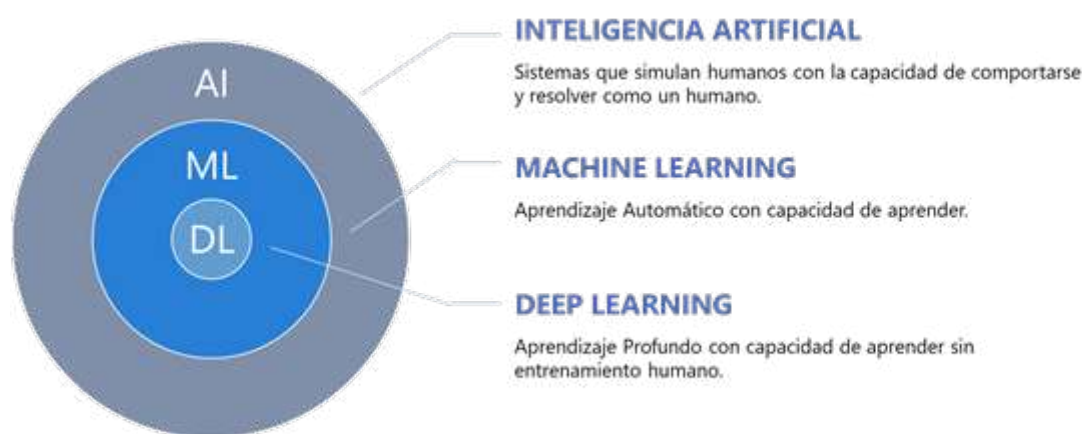 AI
ML
DL
INTELIGENCIA ARTIFICIAL
Sistemas que simulan humanos con la capacidad de comportarse
y resolver como un humano.
MACHINE LEARNING
Aprendizaje Automático con capacidad de aprender.
DEEP LEARNING
Aprendizaje Profundo con capacidad de aprender sin
entrenamiento humano.